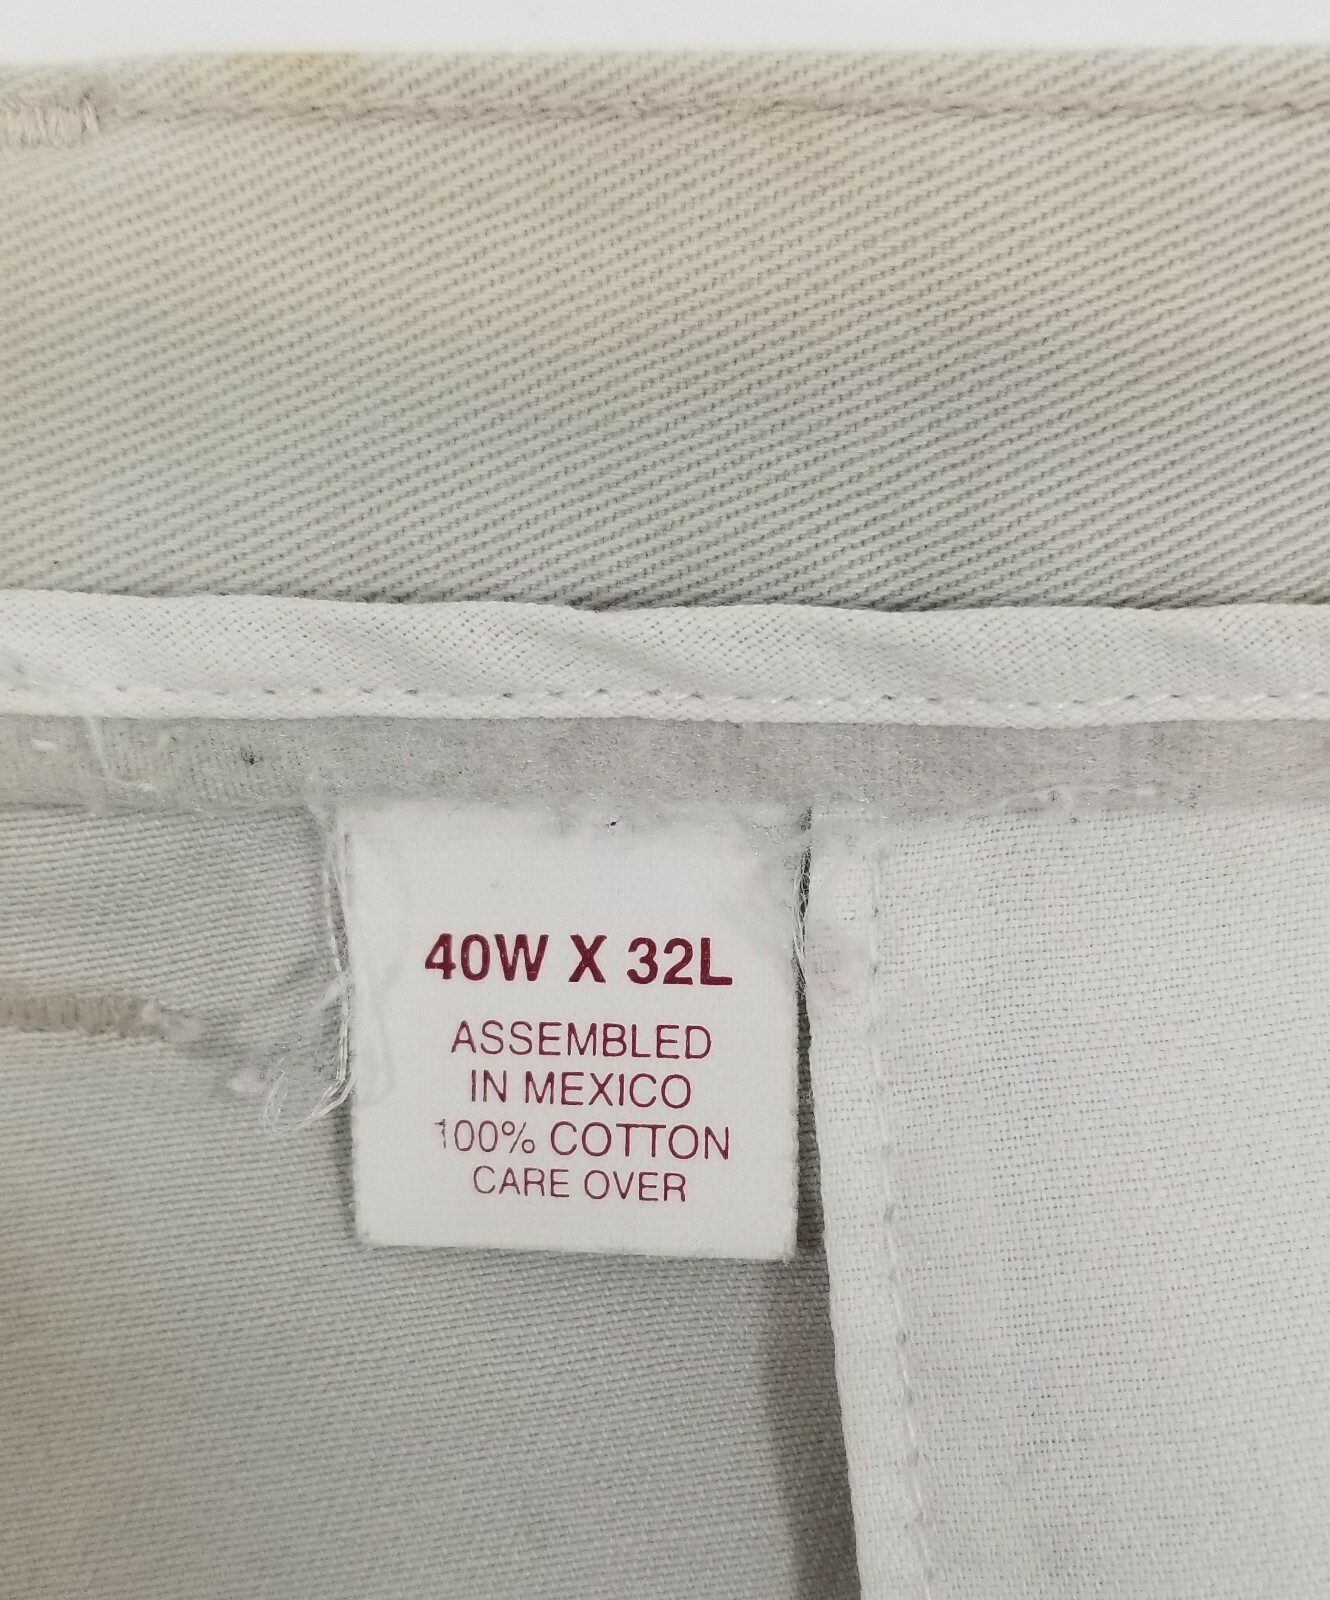 40W X 32L
ASSEMBLED
IN MEXICO
100% COTTON
CARE OVER